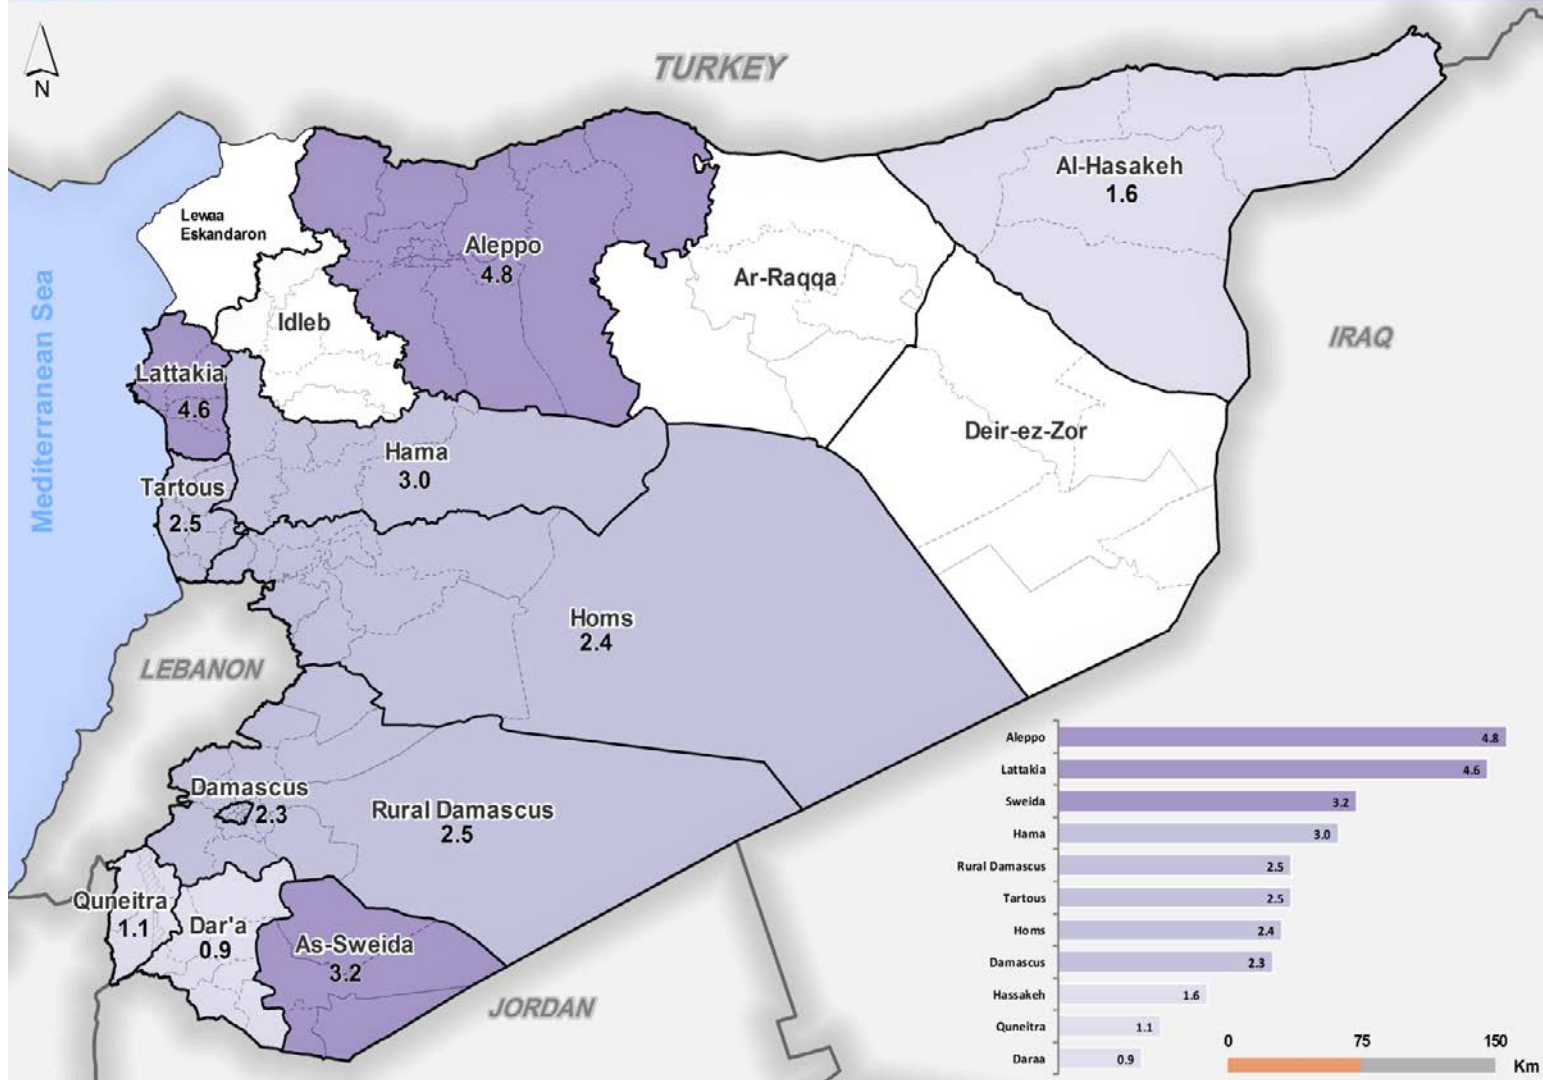 N
TURKEY
Al-Hasakeh
1.6
Lewaa
Eskandaron
Aleppo
4.8
Ar-Raqqa
Idleb
IRAQ
Mediterranean Sea
Lattakia
4.6
Deir-ez-Zor
Hama
3.0
Tartous
2.5
Homs
2.4
LEBANON
Damascus
2.3
Rural Damascus
2.5
Quneitra
1.1
Dar'a
0.9
As-Sweida
3.2
JORDAN
Aleppo 4.8
Lattakia 4.6
Sweida 3.2
Hama 3.0
Rural Damascus 2.5
Tartous 2.5
Homs 2.4
Damascus 2.3
Hassakeh 1.6
Quneitra 1.1
Daraa 0.9
0 75 150
Km